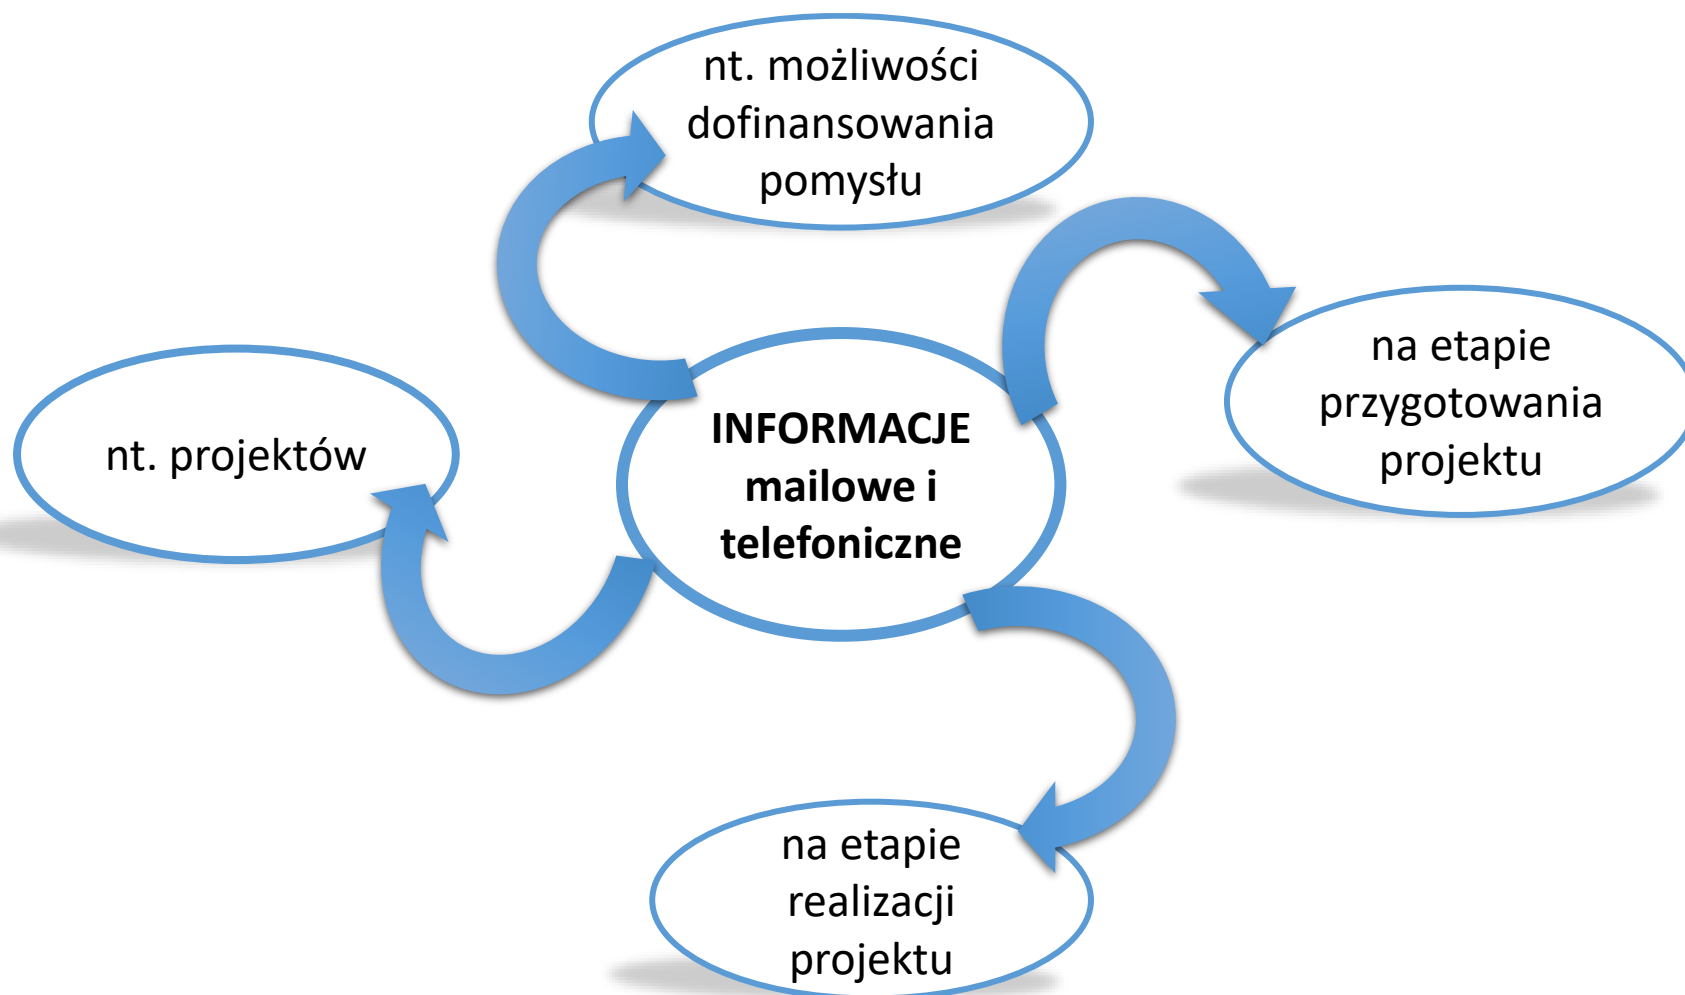 nt. możliwości
dofinansowania
pomysłu
na etapie
przygotowania
projektu
nt. projektów
INFORMACJE
mailowe i
telefoniczne
na etapie
realizacji
projektu